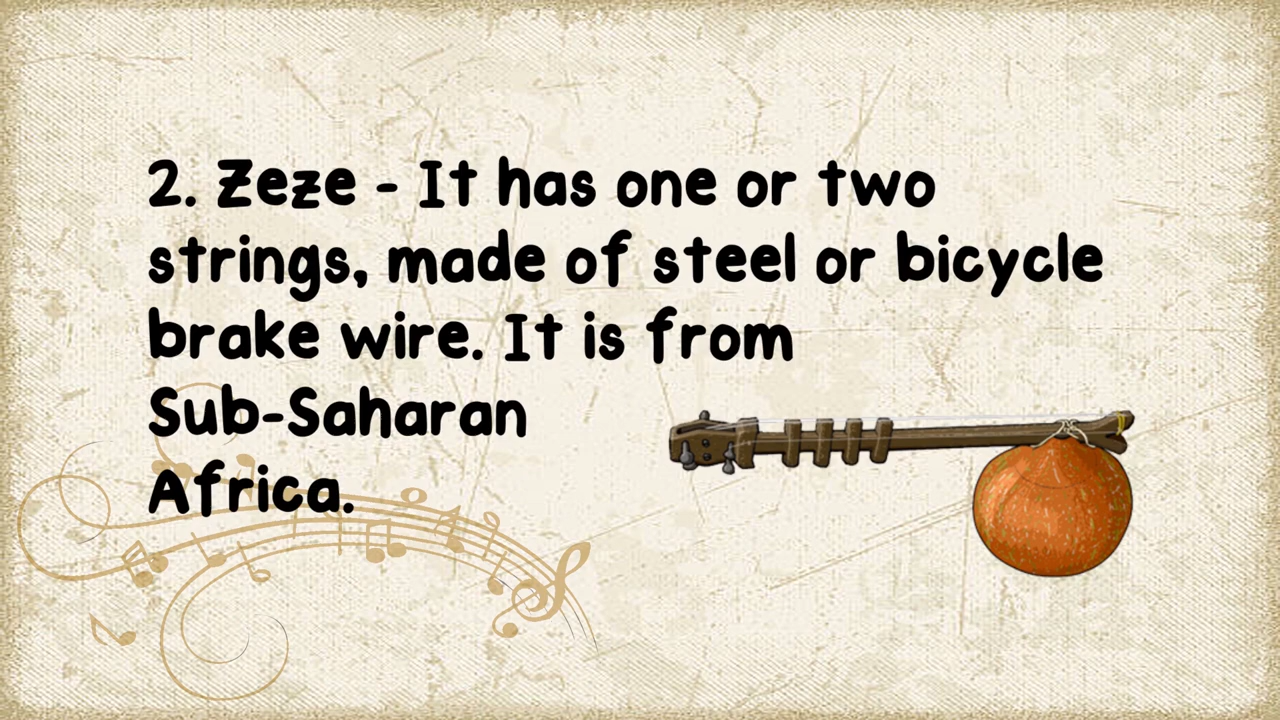 2. Zeze - It has one or two
strings, made of steel or bicycle
brake wire. It is from
Sub-Saharan
Africa.